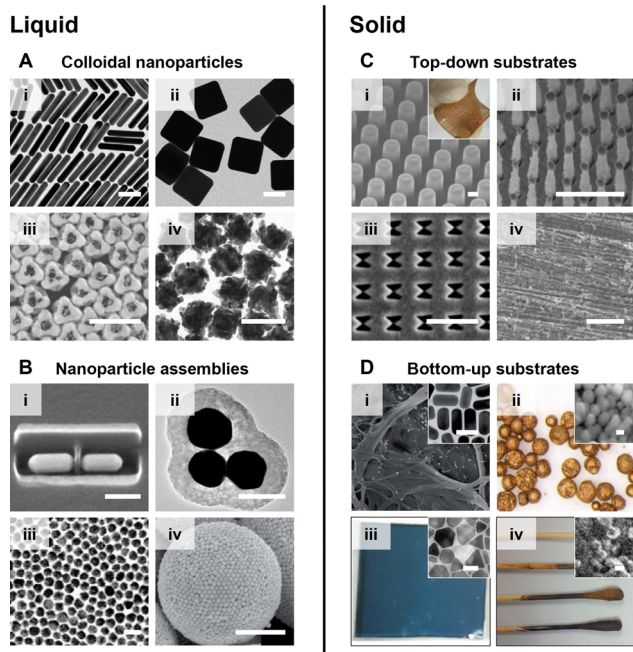 Liquid
A Colloidal nanoparticles
i
ii
iii
iv
B Nanoparticle assemblies
i
ii
iii
iv
Solid
C Top-down substrates
i
ii
iii
iv
D Bottom-up substrates
i
ii
iii
iv